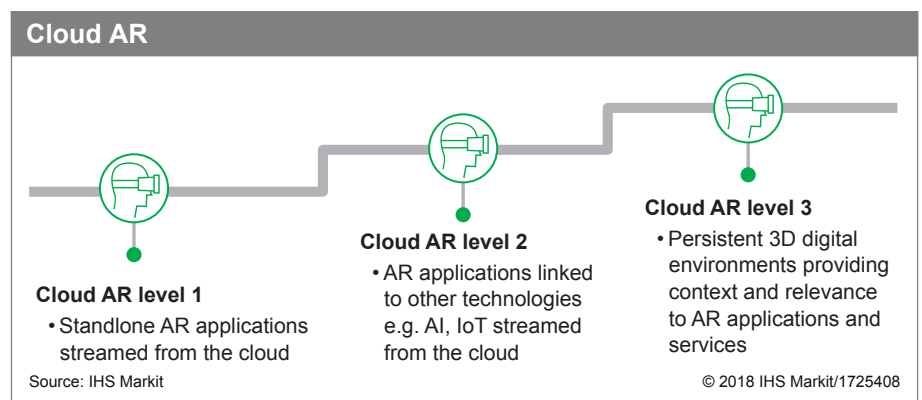 Cloud AR
Cloud AR level 1
• Standlone AR applications
streamed from the cloud
Cloud AR level 2
• AR applications linked
to other technologies
e.g. AI, IoT streamed
from the cloud
Cloud AR level 3
• Persistent 3D digital
environments providing
context and relevance
to AR applications and
services
Source: IHS Markit
© 2018 IHS Markit/1725408